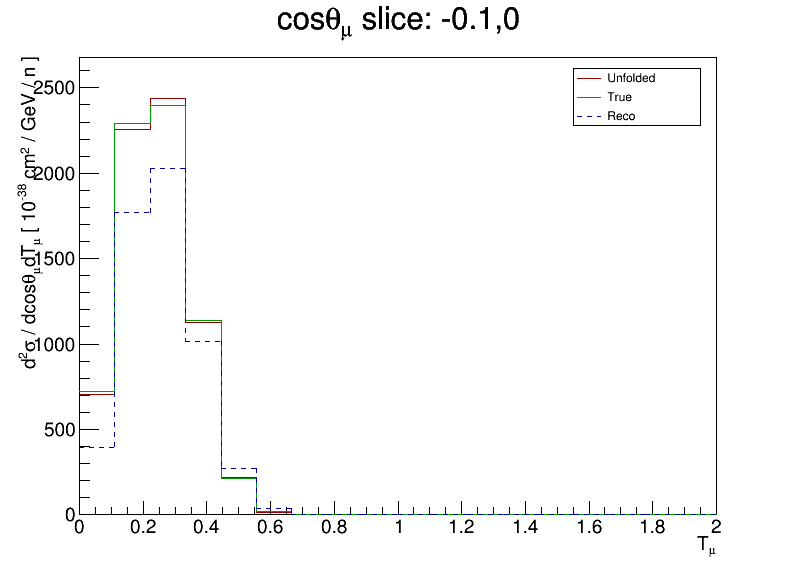 cosθμ slice: -0.1,0
d²σ / dcosθμdTμ [ 10⁻³⁸ cm² / GeV / n ]
Unfolded
True
Reco
2500
2000
1500
1000
500
0
0 0.2 0.4 0.6 0.8 1 1.2 1.4 1.6 1.8 2
Tμ